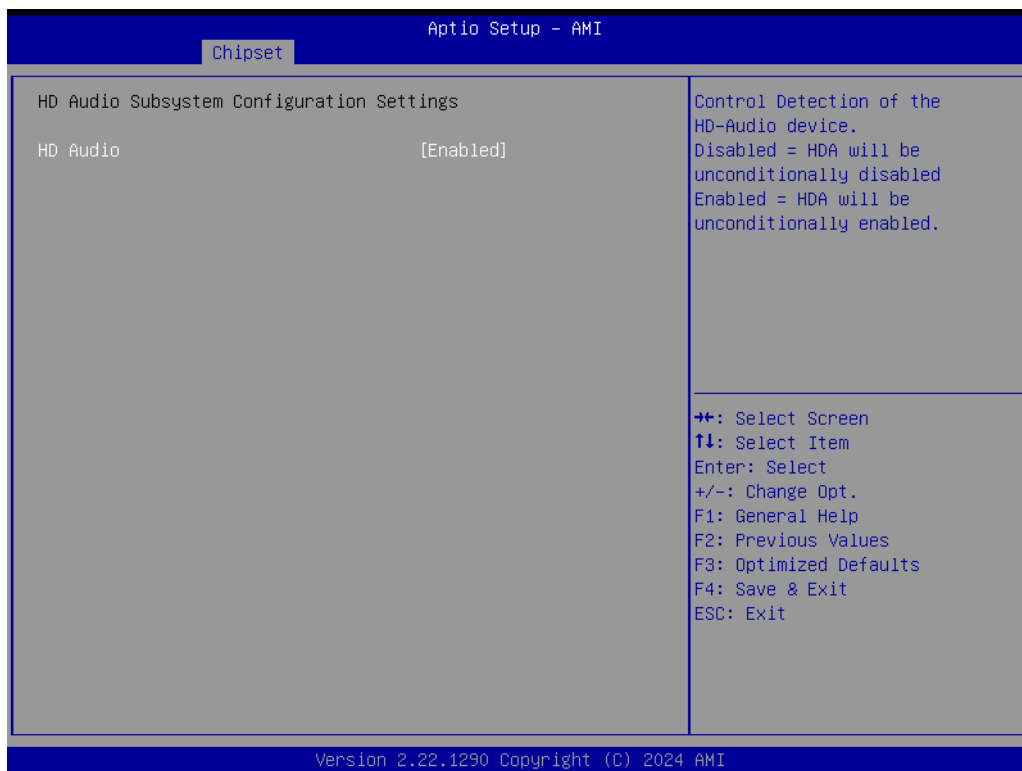 Aptio Setup – AMI
Chipset
HD Audio Subsystem Configuration Settings
HD Audio [Enabled]
Control Detection of the
HD-Audio device.
Disabled = HDA will be
unconditionally disabled
Enabled = HDA will be
unconditionally enabled.
→←: Select Screen
↑↓: Select Item
Enter: Select
+/-: Change Opt.
F1: General Help
F2: Previous Values
F3: Optimized Defaults
F4: Save & Exit
ESC: Exit
Version 2.22.1290 Copyright (C) 2024 AMI